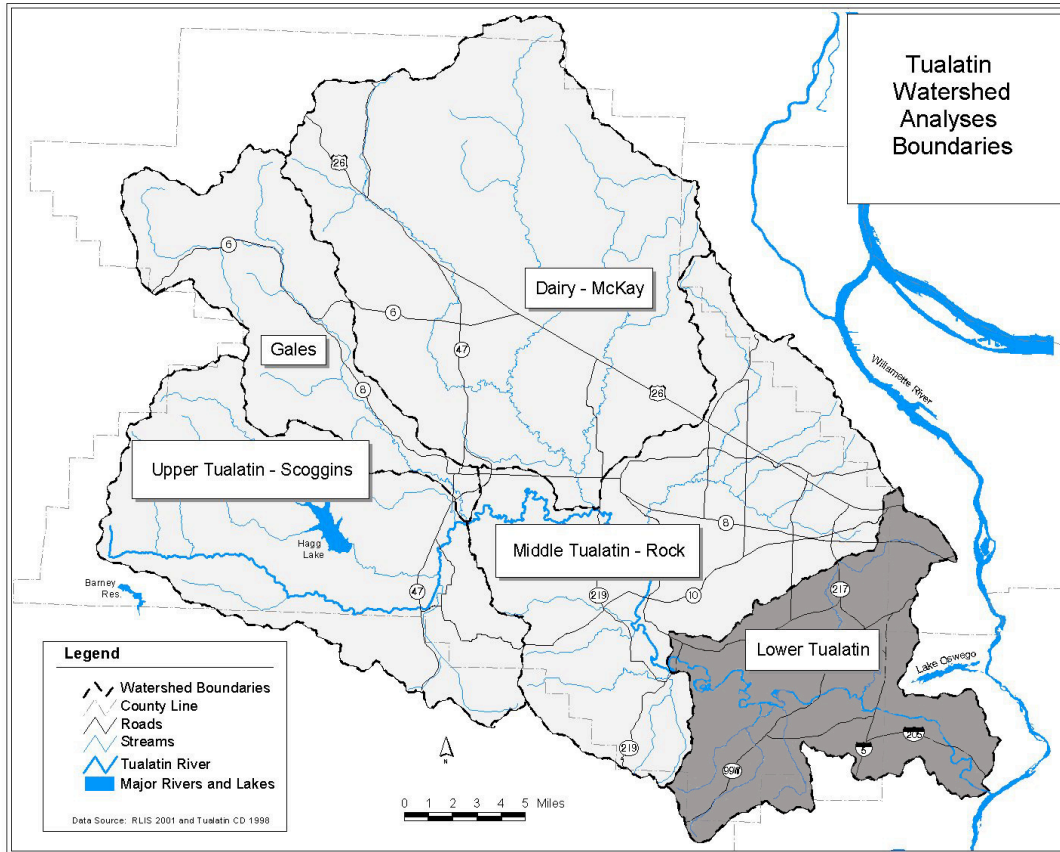 Tualatin
Watershed
Analyses
Boundaries
26
6
Dairy - McKay
6
Gales
47
Willamette River
8
26
Upper Tualatin - Scoggins
8
Hagg
Lake
Middle Tualatin - Rock
Barney
Res.
47
219
10
217
Lower Tualatin
Lake Oswego
Legend
Watershed Boundaries
County Line
Roads
Streams
Tualatin River
Major Rivers and Lakes
Data Source: RLIS 2001 and Tualatin CD 1998
N
219
205
5
99W
0 1 2 3 4 5 Miles